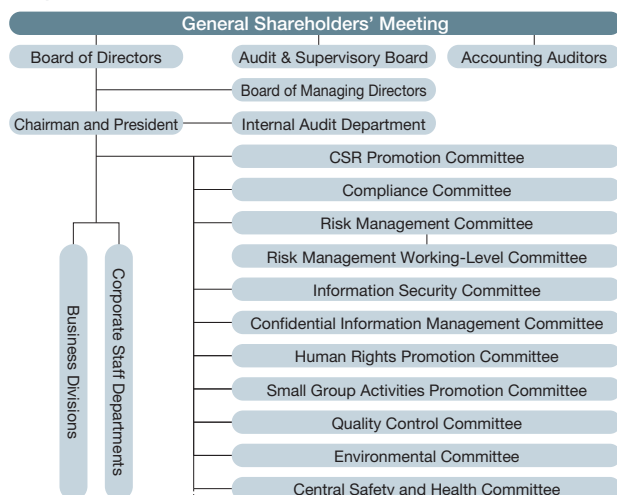 General Shareholders’ Meeting
Board of Directors
Audit & Supervisory Board
Accounting Auditors
Board of Managing Directors
Chairman and President
Internal Audit Department
CSR Promotion Committee
Compliance Committee
Risk Management Committee
Risk Management Working-Level Committee
Information Security Committee
Confidential Information Management Committee
Human Rights Promotion Committee
Small Group Activities Promotion Committee
Quality Control Committee
Environmental Committee
Central Safety and Health Committee
Business Divisions
Corporate Staff Departments